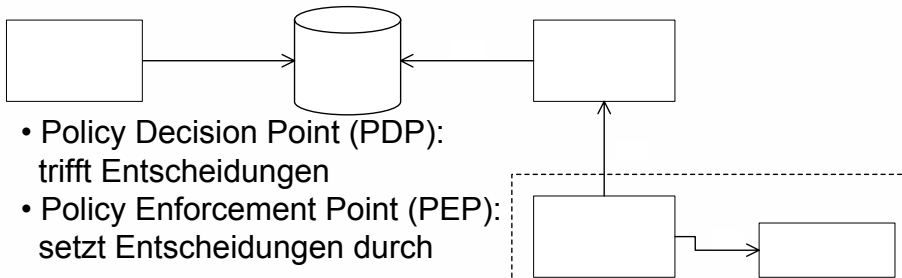 • Policy Decision Point (PDP):
trifft Entscheidungen
• Policy Enforcement Point (PEP):
setzt Entscheidungen durch